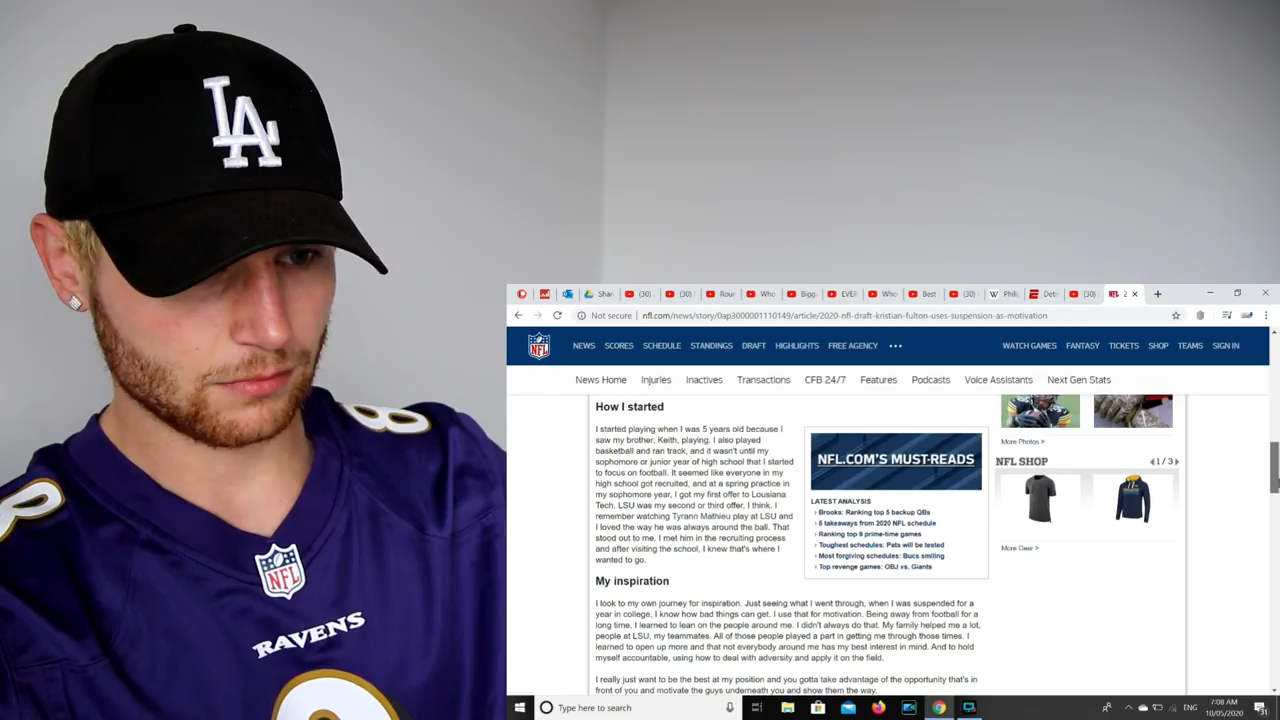 LA
NFL
RAVENS
8
(30)
(30)
Roun
Who
Bigg
EVER
Who
Best
(30)
Philip
Detr
(30)
2
Not secure | nfl.com/news/story/0ap3000001110149/article/2020-nfl-draft-kristian-fulton-uses-suspension-as-motivation
NFL
NEWS SCORES SCHEDULE STANDINGS DRAFT HIGHLIGHTS FREE AGENCY ••• WATCH GAMES FANTASY TICKETS SHOP TEAMS SIGN IN
News Home Injuries Inactives Transactions CFB 24/7 Features Podcasts Voice Assistants Next Gen Stats
How I started
I started playing when I was 5 years old because I
saw my brother, Keith, playing. I also played
basketball and ran track, and it wasn't until my
sophomore or junior year of high school that I started
to focus on football. It seemed like everyone in my
high school got recruited, and at a spring practice in
my sophomore year, I got my first offer to Lousiana
Tech. LSU was my second or third offer, I think. I
remember watching Tyrann Mathieu play at LSU and
I loved the way he was always around the ball. That
stood out to me. I met him in the recruiting process
and after visiting the school, I knew that's where I
wanted to go.
NFL.COM'S MUST-READS
LATEST ANALYSIS
› Brooks: Ranking top 5 backup QBs
› 5 takeaways from 2020 NFL schedule
› Ranking top 9 prime-time games
› Toughest schedules: Pats will be tested
› Most forgiving schedules: Bucs smiling
› Top revenge games: OBJ vs. Giants
More Photos >
NFL SHOP
1 / 3
More Gear >
My inspiration
I look to my own journey for inspiration. Just seeing what I went through, when I was suspended for a
year in college, I know how bad things can get. I use that for motivation. Being away from football for a
long time, I learned to lean on the people around me. I didn't always do that. My family helped me a lot,
people at LSU, my teammates. All of those people played a part in getting me through those times. I
learned to open up more and that not everybody around me has my best interest in mind. And to hold
myself accountable, using how to deal with adversity and apply it on the field.
I really just want to be the best at my position and you gotta take advantage of the opportunity that's in
front of you and motivate the guys underneath you and show them the way.
Type here to search
ENG
7:08 AM
10/05/2020